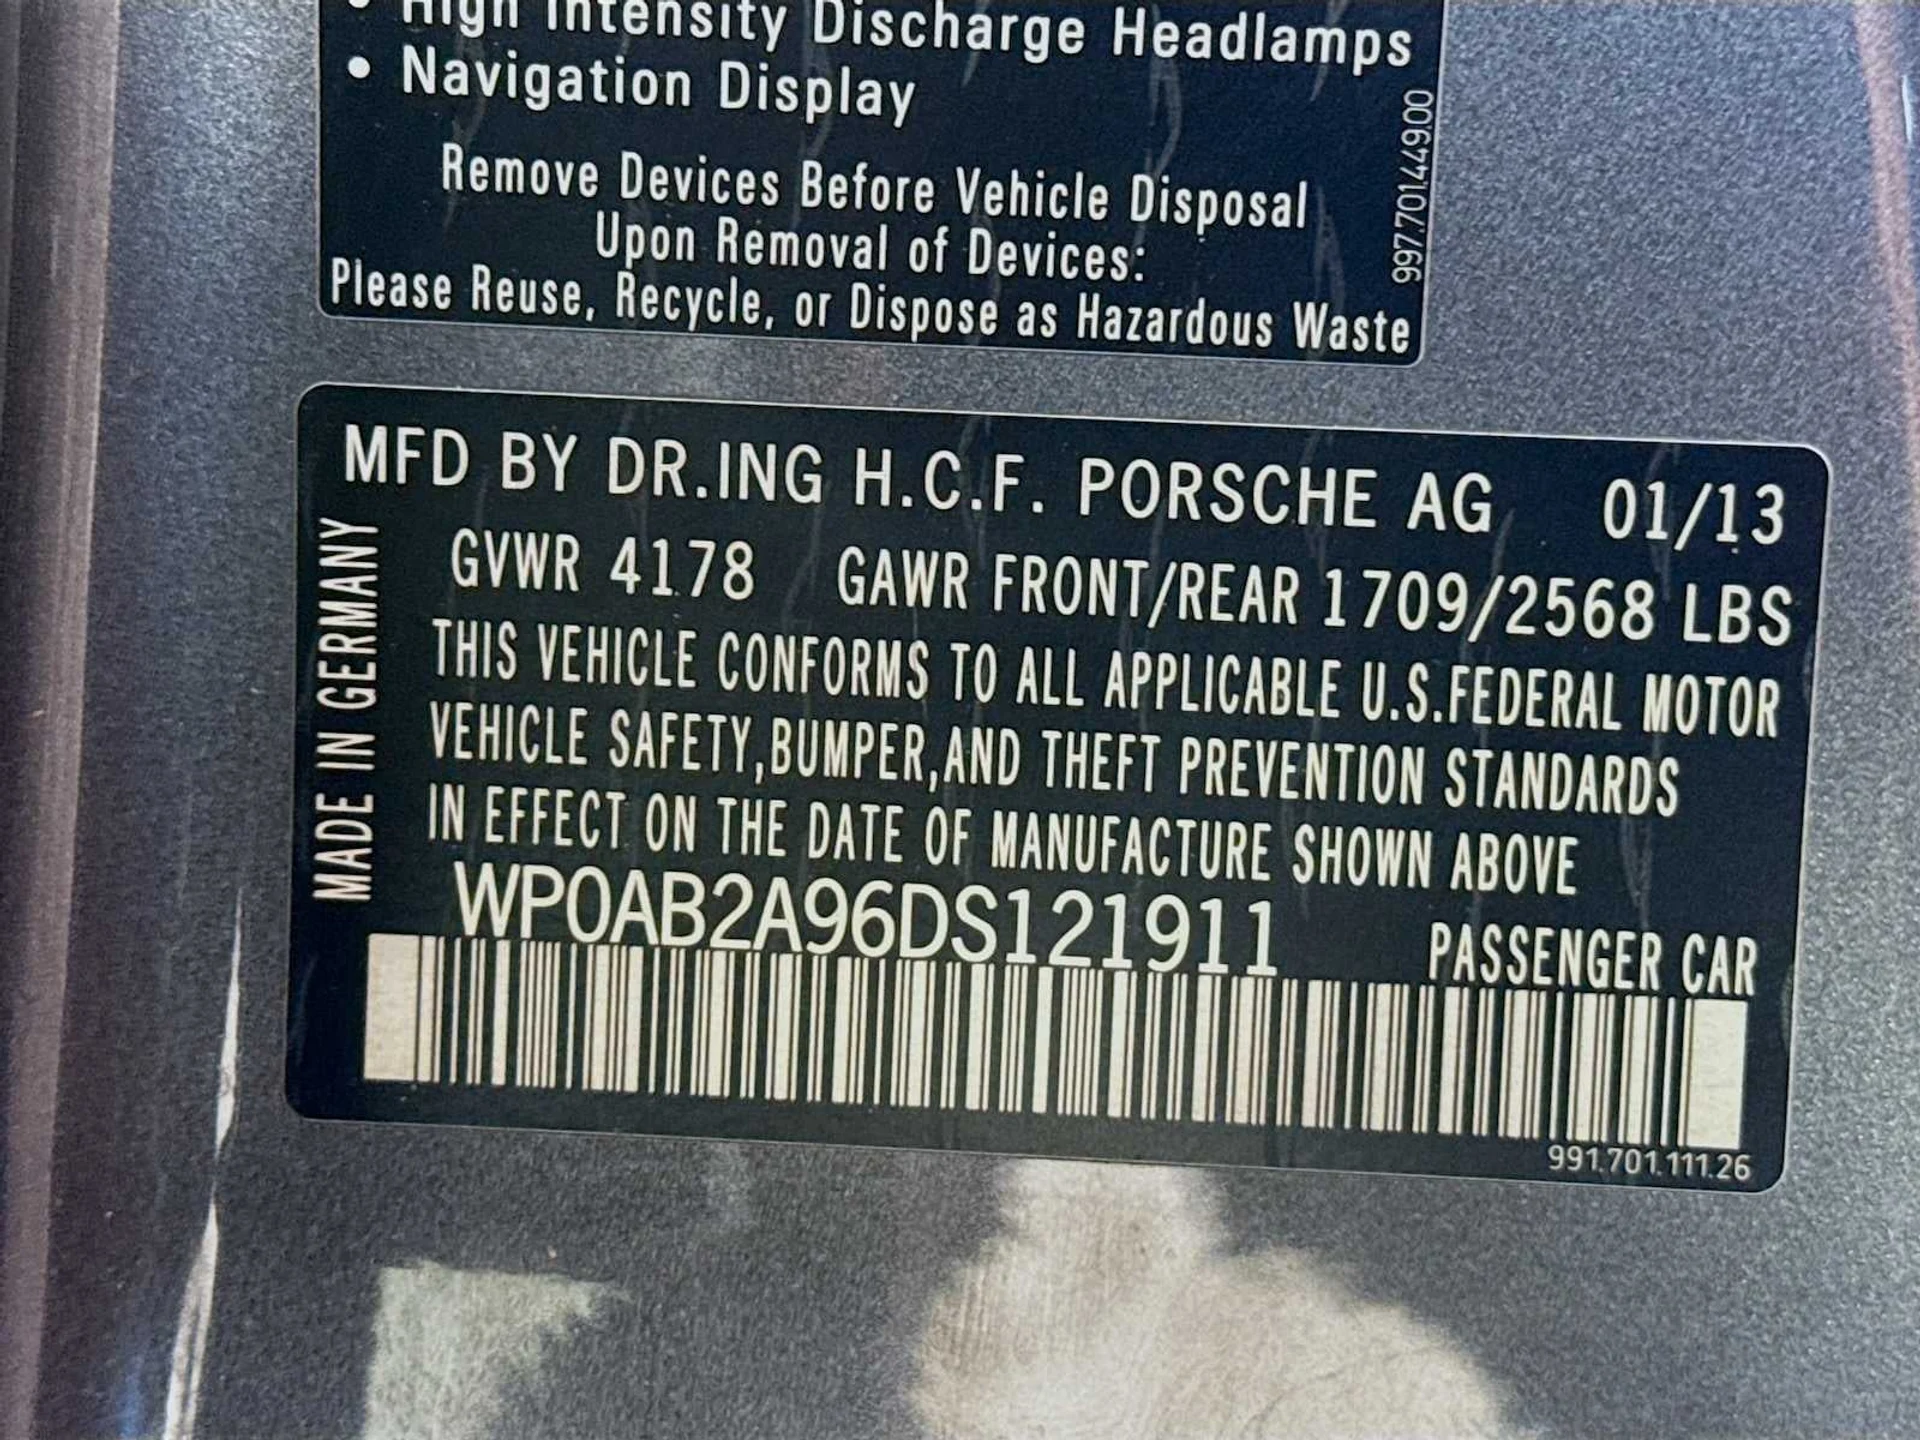 • High Intensity Discharge Headlamps
• Navigation Display
Remove Devices Before Vehicle Disposal
Upon Removal of Devices:
Please Reuse, Recycle, or Dispose as Hazardous Waste
997.701.449.00
MFD BY DR.ING H.C.F. PORSCHE AG 01/13
GVWR 4178 GAWR FRONT/REAR 1709/2568 LBS
THIS VEHICLE CONFORMS TO ALL APPLICABLE U.S.FEDERAL MOTOR
VEHICLE SAFETY,BUMPER,AND THEFT PREVENTION STANDARDS
IN EFFECT ON THE DATE OF MANUFACTURE SHOWN ABOVE
WP0AB2A96DS121911 PASSENGER CAR
MADE IN GERMANY
991.701.111.26